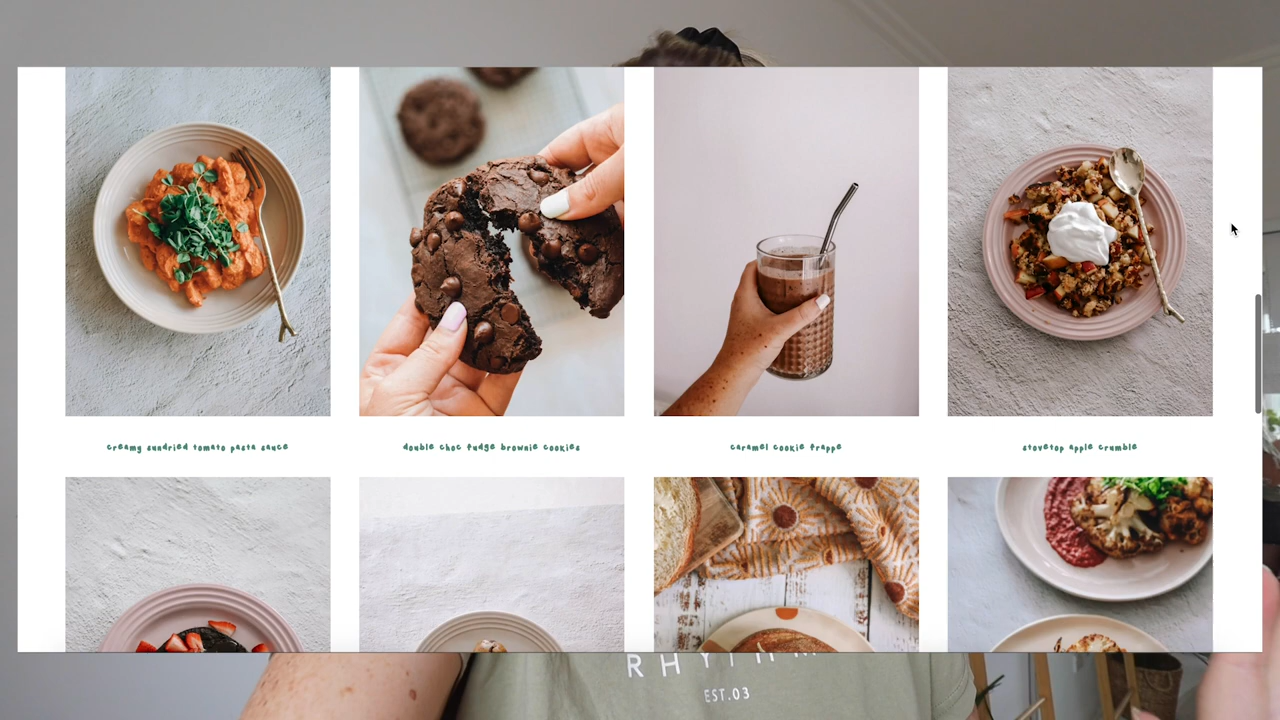 creamy sundried tomato pasta sauce
double choc fudge brownie cookies
caramel cookie frappe
stovetop apple crumble
EST.03